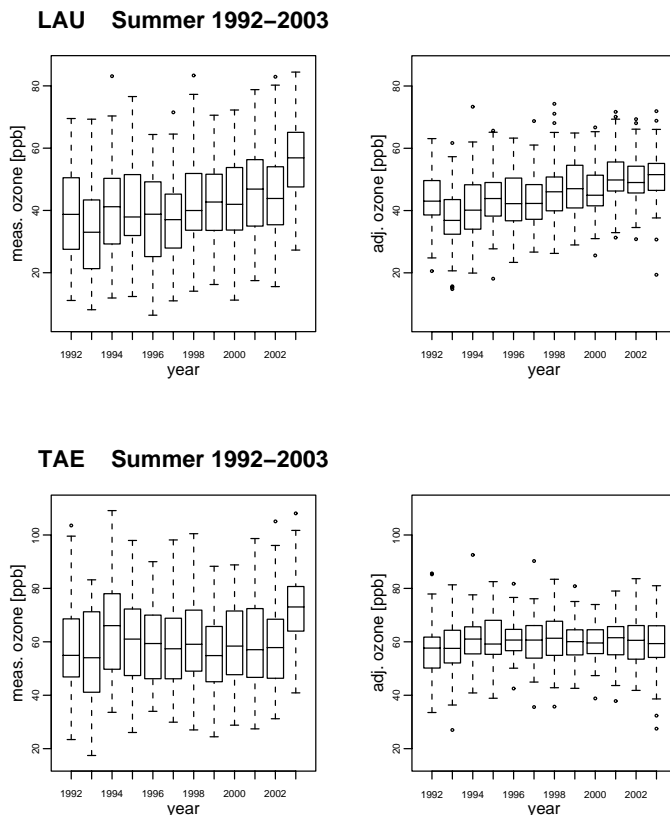 LAU Summer 1992–2003
meas. ozone [ppb]
20 40 60 80
1992 1994 1996 1998 2000 2002
year
adj. ozone [ppb]
20 40 60 80
1992 1994 1996 1998 2000 2002
year
TAE Summer 1992–2003
meas. ozone [ppb]
20 40 60 80 100
1992 1994 1996 1998 2000 2002
year
adj. ozone [ppb]
20 40 60 80 100
1992 1994 1996 1998 2000 2002
year